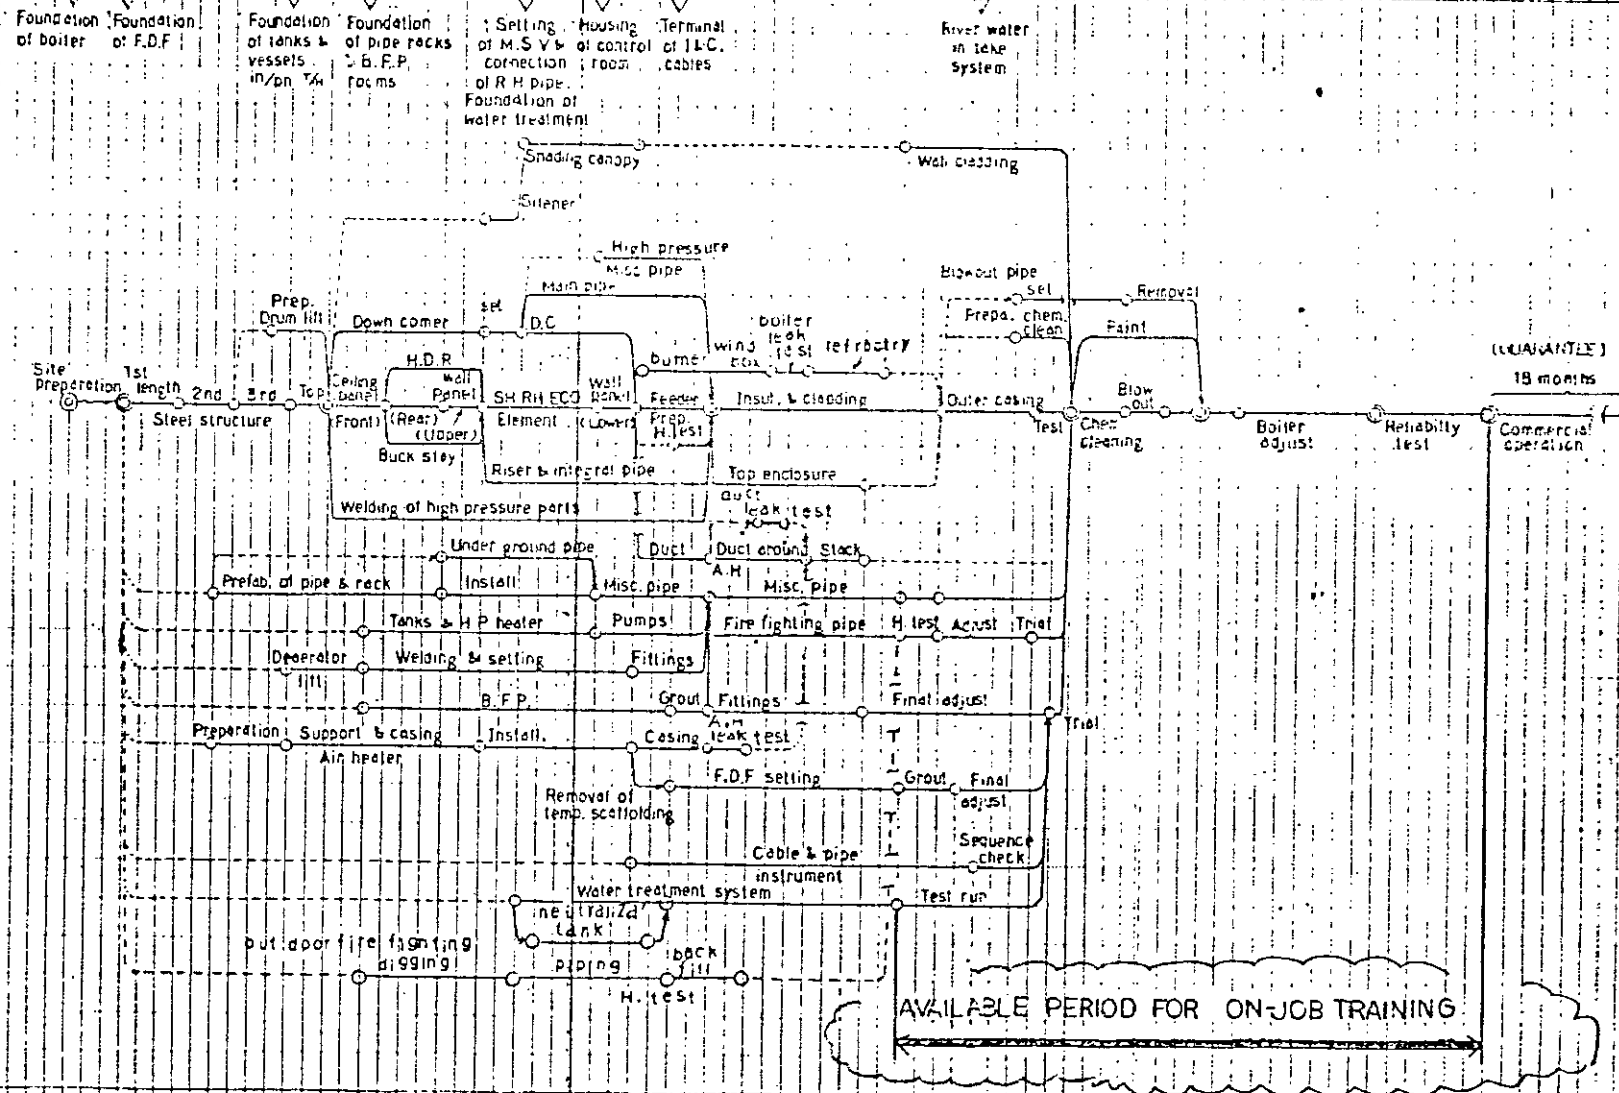 Foundation
of boiler
Foundation
of F.D.F
Foundation
of tanks &
vessels
in/on T/H
Foundation
of pipe racks
& B.F.P.
rooms
Setting
of M.S.V &
connection
of R H pipe.
Foundation of
water treatment
Housing
of control
room
Terminal
of I & C.
cables
River water
in take
System
Shading canopy
Wall cladding
Silener
High pressure
Misc pipe
Main pipe
Blowout pipe
set
Removal
Prep.
Drum lift
Down comer
set
D.C
boiler
leak
test
Prepa. chem.
clean
Paint
H.D.R
burner
wind
box
refractry
(GUARANTEE)
18 months
Site
preparetion
1st
length
2nd
3rd
Top
Steel structure
Ceiling
panel
(Front)
Wall
Panel
(Rear)
(Upper)
Buck stay
SH RH ECO
Element
Wall
panel
(Lower)
Feeder
Prep.
H.Test
Insul. & cladding
Outer casing
Test
Blow
out
Chem
cleaning
Boiler
adjust
Reliabilty
test
Commercial
operation
Riser & integral pipe
Top enclosure
Welding of high pressure parts
duct
leak test
Under ground pipe
Duct
Duct around
A.H
Stack
Prefab. of pipe & rack
Install
Misc. pipe
Misc. pipe
Tanks & H P heater
Pumps
Fire fighting pipe
H. test
Adjust
Trial
Deaerator
lift
Welding & setting
Fittings
B.F.P.
Grout
Fittings
Final adjust
Trial
Preparation
Support & casing
Air heater
Install.
Casing
A.H
leak test
F.D.F setting
Grout
Final
adjust
Removal of
temp. scaffolding
Cable & pipe
instrument
Sequence
check
Water treatment system
Test run
neutraliza'
tank
out door fire fighting
digging
piping
H. test
back
fill
AVAILABLE PERIOD FOR ON-JOB TRAINING